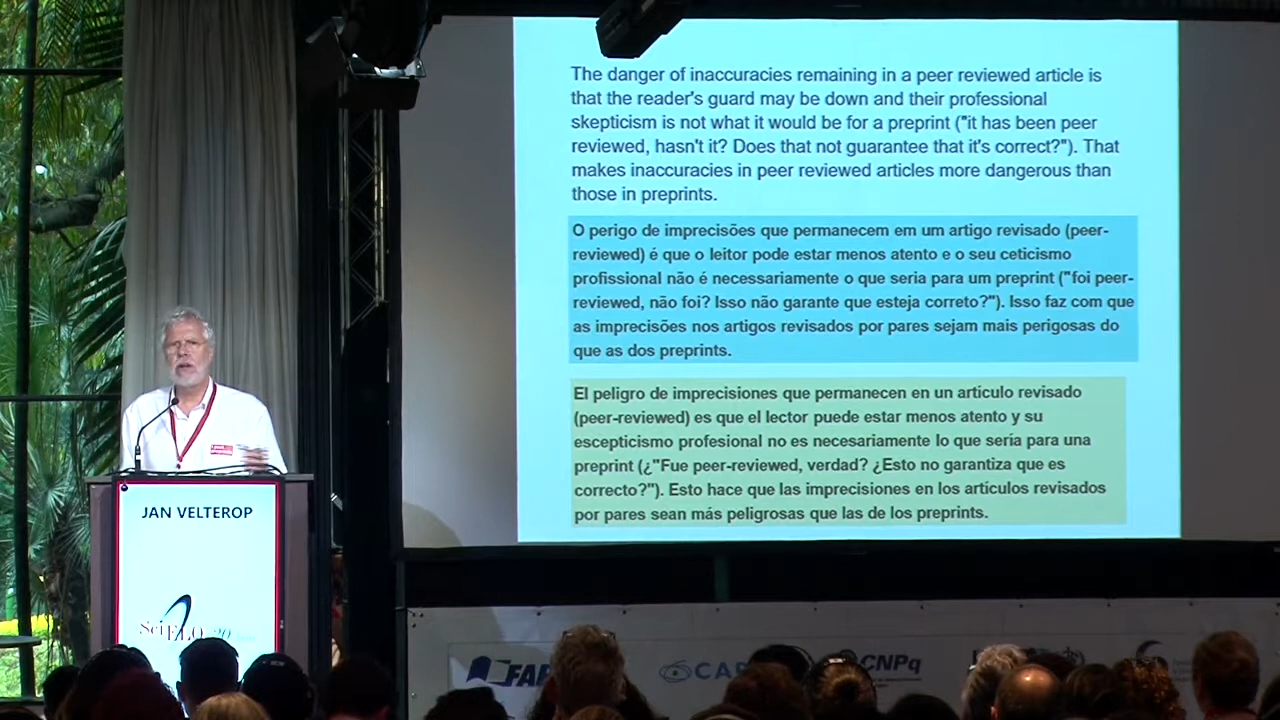 The danger of inaccuracies remaining in a peer reviewed article is
that the reader's guard may be down and their professional
skepticism is not what it would be for a preprint ("it has been peer
reviewed, hasn't it? Does that not guarantee that it's correct?"). That
makes inaccuracies in peer reviewed articles more dangerous than
those in preprints.
O perigo de imprecisões que permanecem em um artigo revisado (peer-
reviewed) é que o leitor pode estar menos atento e o seu ceticismo
profissional não é necessariamente o que seria para um preprint ("foi peer-
reviewed, não foi? Isso não garante que esteja correto?"). Isso faz com que
as imprecisões nos artigos revisados por pares sejam mais perigosas do
que as dos preprints.
El peligro de imprecisiones que permanecen en un articulo revisado
(peer-reviewed) es que el lector puede estar menos atento y su
escepticismo profesional no es necesariamente lo que sería para una
preprint (¿"Fue peer-reviewed, verdad? ¿Esto no garantiza que es
correcto?"). Esto hace que las imprecisiones en los artículos revisados
por pares sean más peligrosas que las de los preprints.
JAN VELTEROP
SciELO 20
CNPq